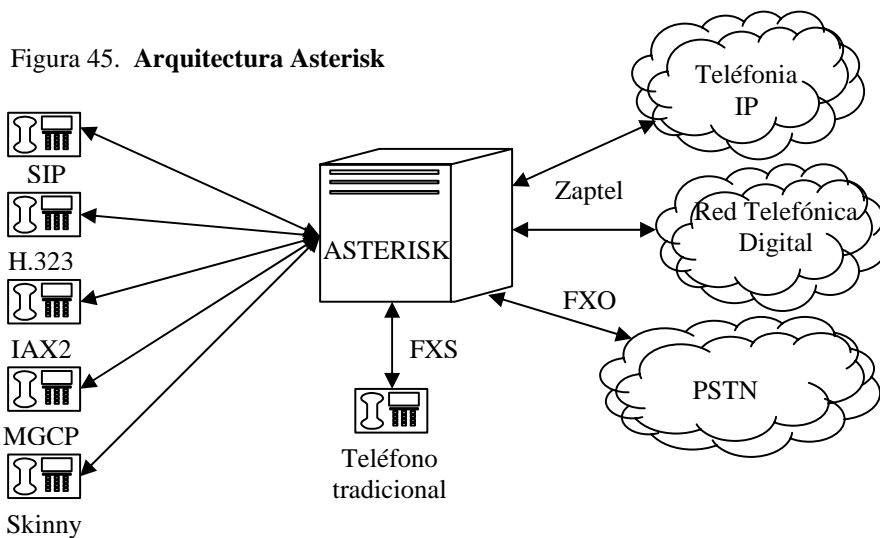 Figura 45. Arquitectura Asterisk
Teléfonia
IP
SIP
Zaptel
H.323
ASTERISK
Red Telefónica
Digital
FXO
IAX2
FXS
PSTN
MGCP
Teléfono
tradicional
Skinny